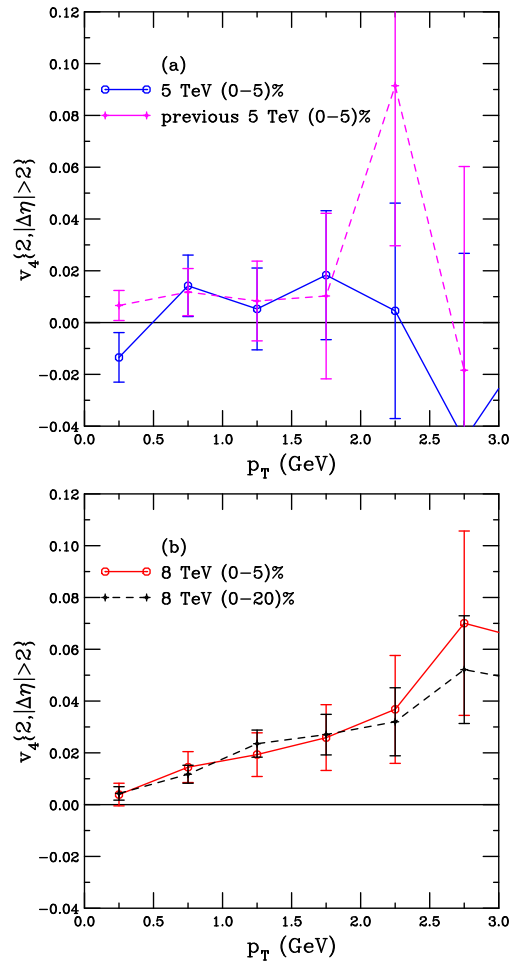 0.12
0.10
0.08
0.06
0.04
0.02
0.00
−0.02
−0.04
v₄{2,|Δη|>2}
(a)
5 TeV (0−5)%
previous 5 TeV (0−5)%
0.0 0.5 1.0 1.5 2.0 2.5 3.0
p_T (GeV)
0.12
0.10
0.08
0.06
0.04
0.02
0.00
−0.02
−0.04
v₄{2,|Δη|>2}
(b)
8 TeV (0−5)%
8 TeV (0−20)%
0.0 0.5 1.0 1.5 2.0 2.5 3.0
p_T (GeV)